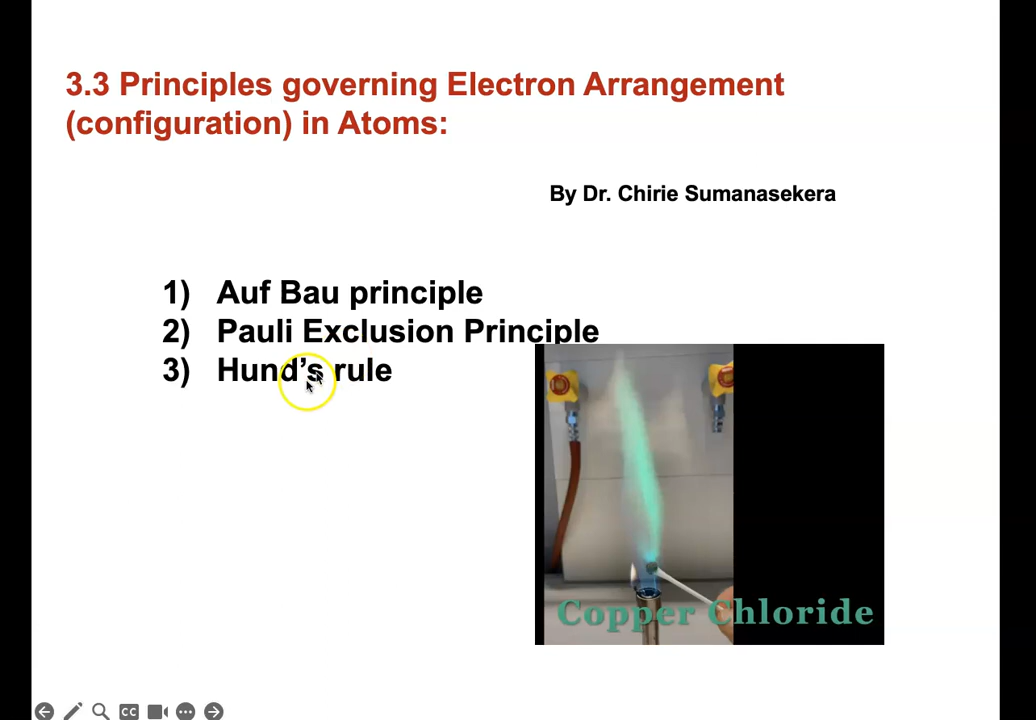 3.3 Principles governing Electron Arrangement
(configuration) in Atoms:
By Dr. Chirie Sumanasekera
1) Auf Bau principle
2) Pauli Exclusion Principle
3) Hund's rule
Copper Chloride
CC